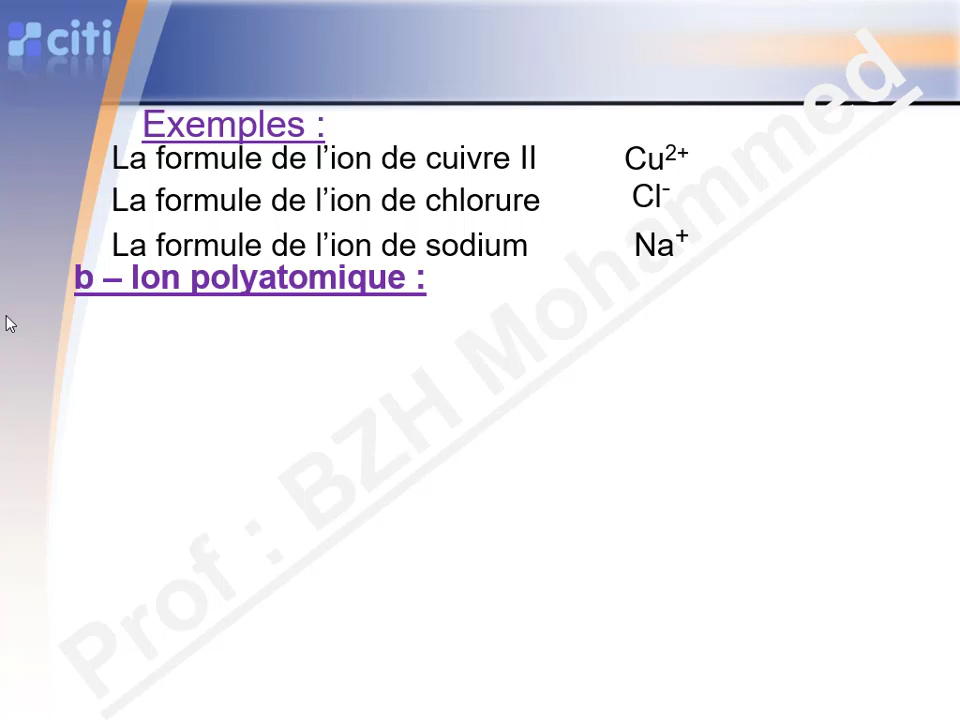 citi
Exemples :
La formule de l’ion de cuivre II Cu²⁺
La formule de l’ion de chlorure Cl⁻
La formule de l’ion de sodium Na⁺
b – Ion polyatomique :
Prof : BZH Mohammed